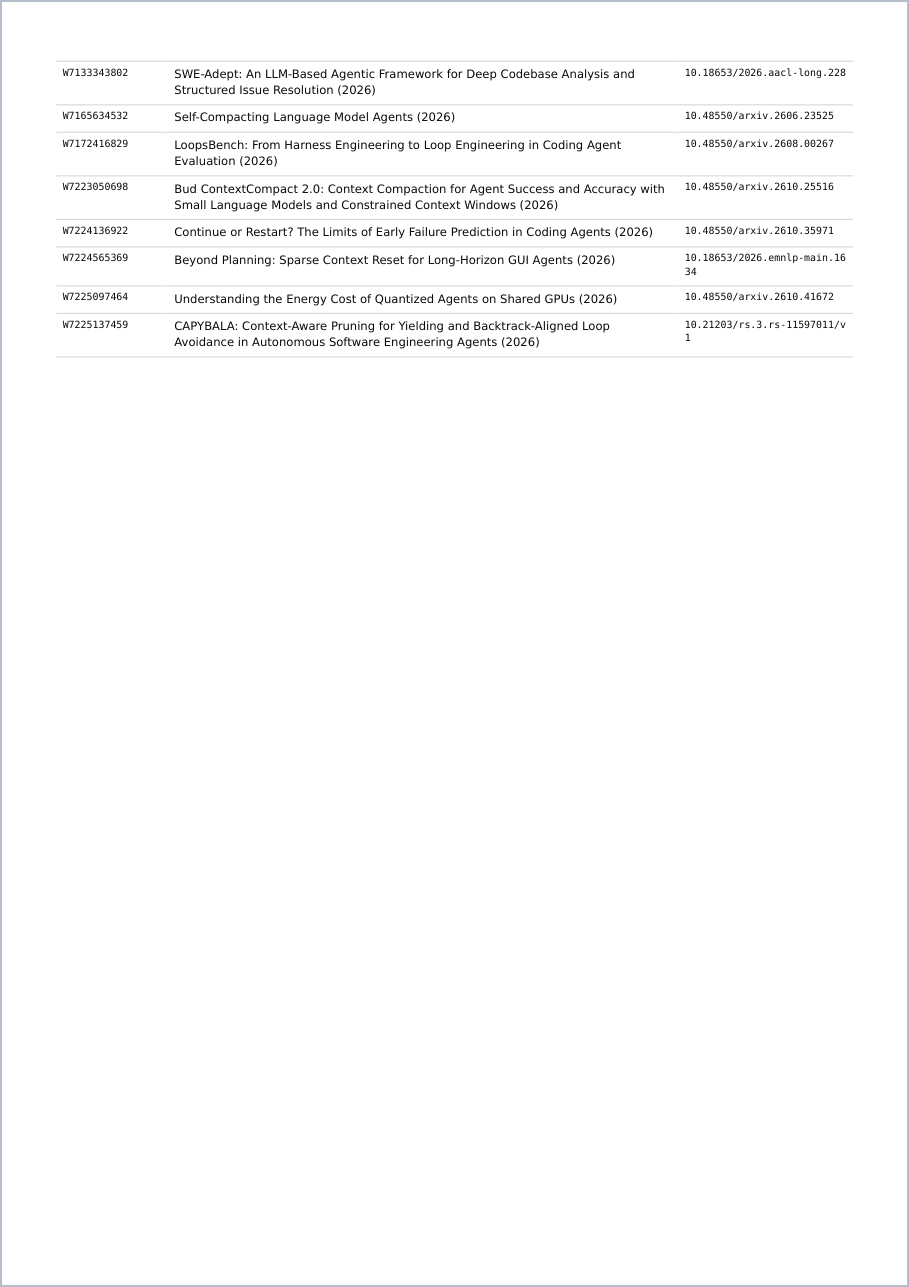 W7133343802 SWE-Adept: An LLM-Based Agentic Framework for Deep Codebase Analysis and 10.18653/2026.aacl-long.228
Structured Issue Resolution (2026)
W7165634532 Self-Compacting Language Model Agents (2026) 10.48550/arxiv.2606.23525
W7172416829 LoopsBench: From Harness Engineering to Loop Engineering in Coding Agent 10.48550/arxiv.2608.00267
Evaluation (2026)
W7223050698 Bud ContextCompact 2.0: Context Compaction for Agent Success and Accuracy with 10.48550/arxiv.2610.25516
Small Language Models and Constrained Context Windows (2026)
W7224136922 Continue or Restart? The Limits of Early Failure Prediction in Coding Agents (2026) 10.48550/arxiv.2610.35971
W7224565369 Beyond Planning: Sparse Context Reset for Long-Horizon GUI Agents (2026) 10.18653/2026.emnlp-main.16
34
W7225097464 Understanding the Energy Cost of Quantized Agents on Shared GPUs (2026) 10.48550/arxiv.2610.41672
W7225137459 CAPYBALA: Context-Aware Pruning for Yielding and Backtrack-Aligned Loop 10.21203/rs.3.rs-11597011/v
Avoidance in Autonomous Software Engineering Agents (2026) 1